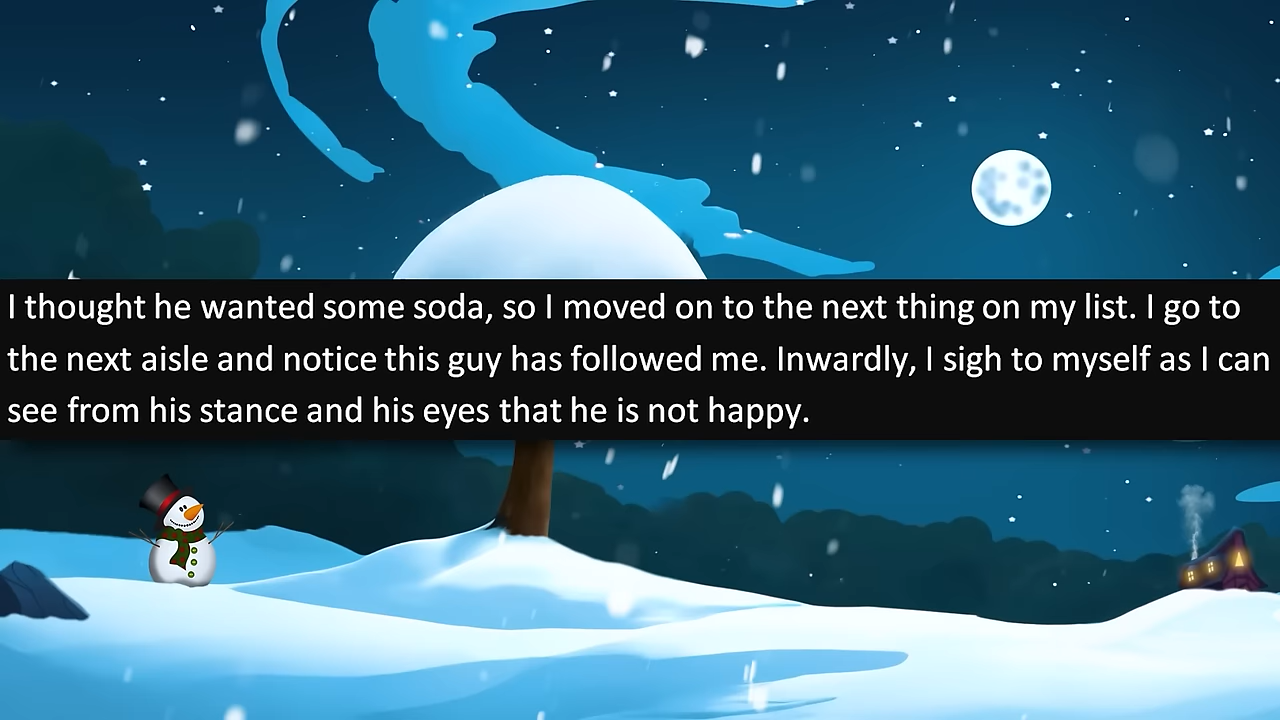 I thought he wanted some soda, so I moved on to the next thing on my list. I go to
the next aisle and notice this guy has followed me. Inwardly, I sigh to myself as I can
see from his stance and his eyes that he is not happy.